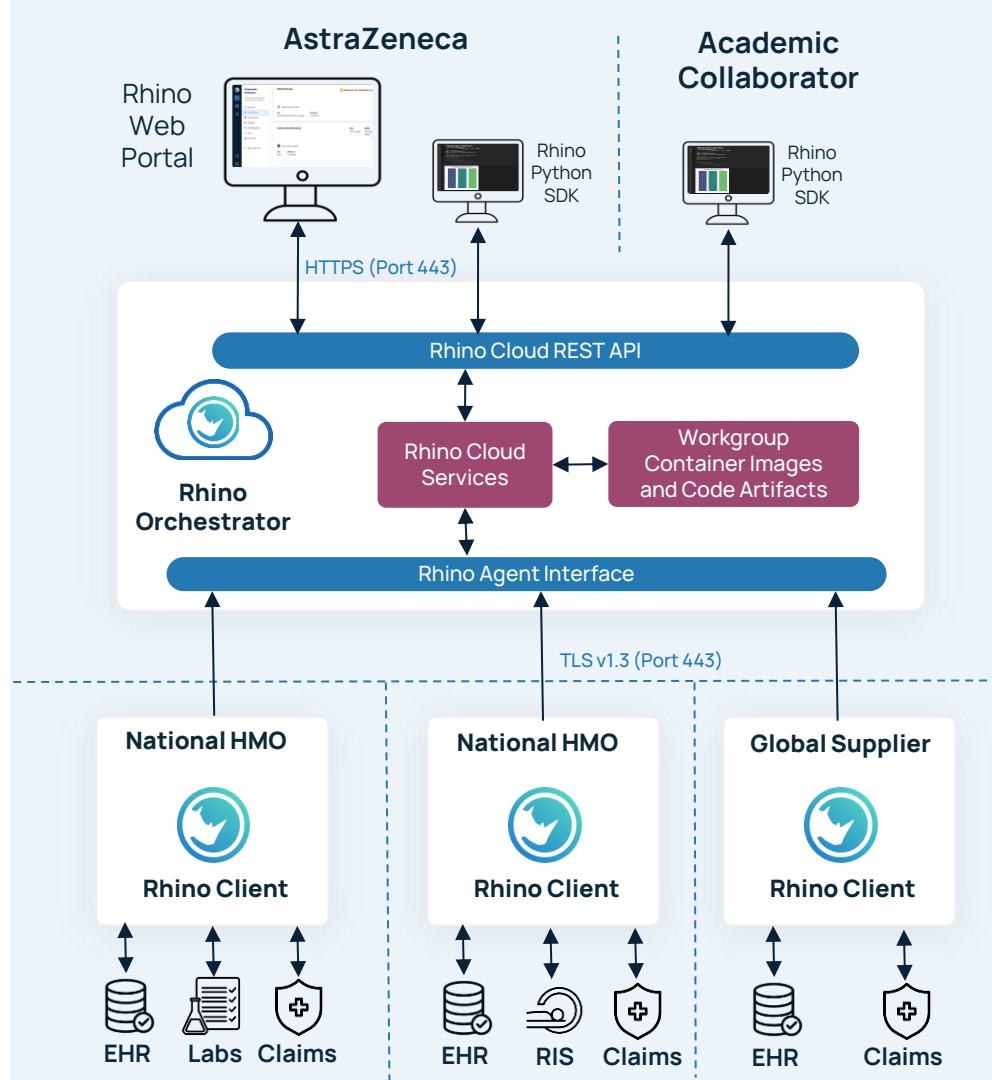 AstraZeneca
Academic
Collaborator
Rhino
Web
Portal
Rhino
Python
SDK
Rhino
Python
SDK
HTTPS (Port 443)
Rhino Cloud REST API
Rhino Cloud
Services
Workgroup
Container Images
and Code Artifacts
Rhino
Orchestrator
Rhino Agent Interface
TLS v1.3 (Port 443)
National HMO
Rhino Client
EHR
Labs
Claims
National HMO
Rhino Client
EHR
RIS
Claims
Global Supplier
Rhino Client
EHR
Claims